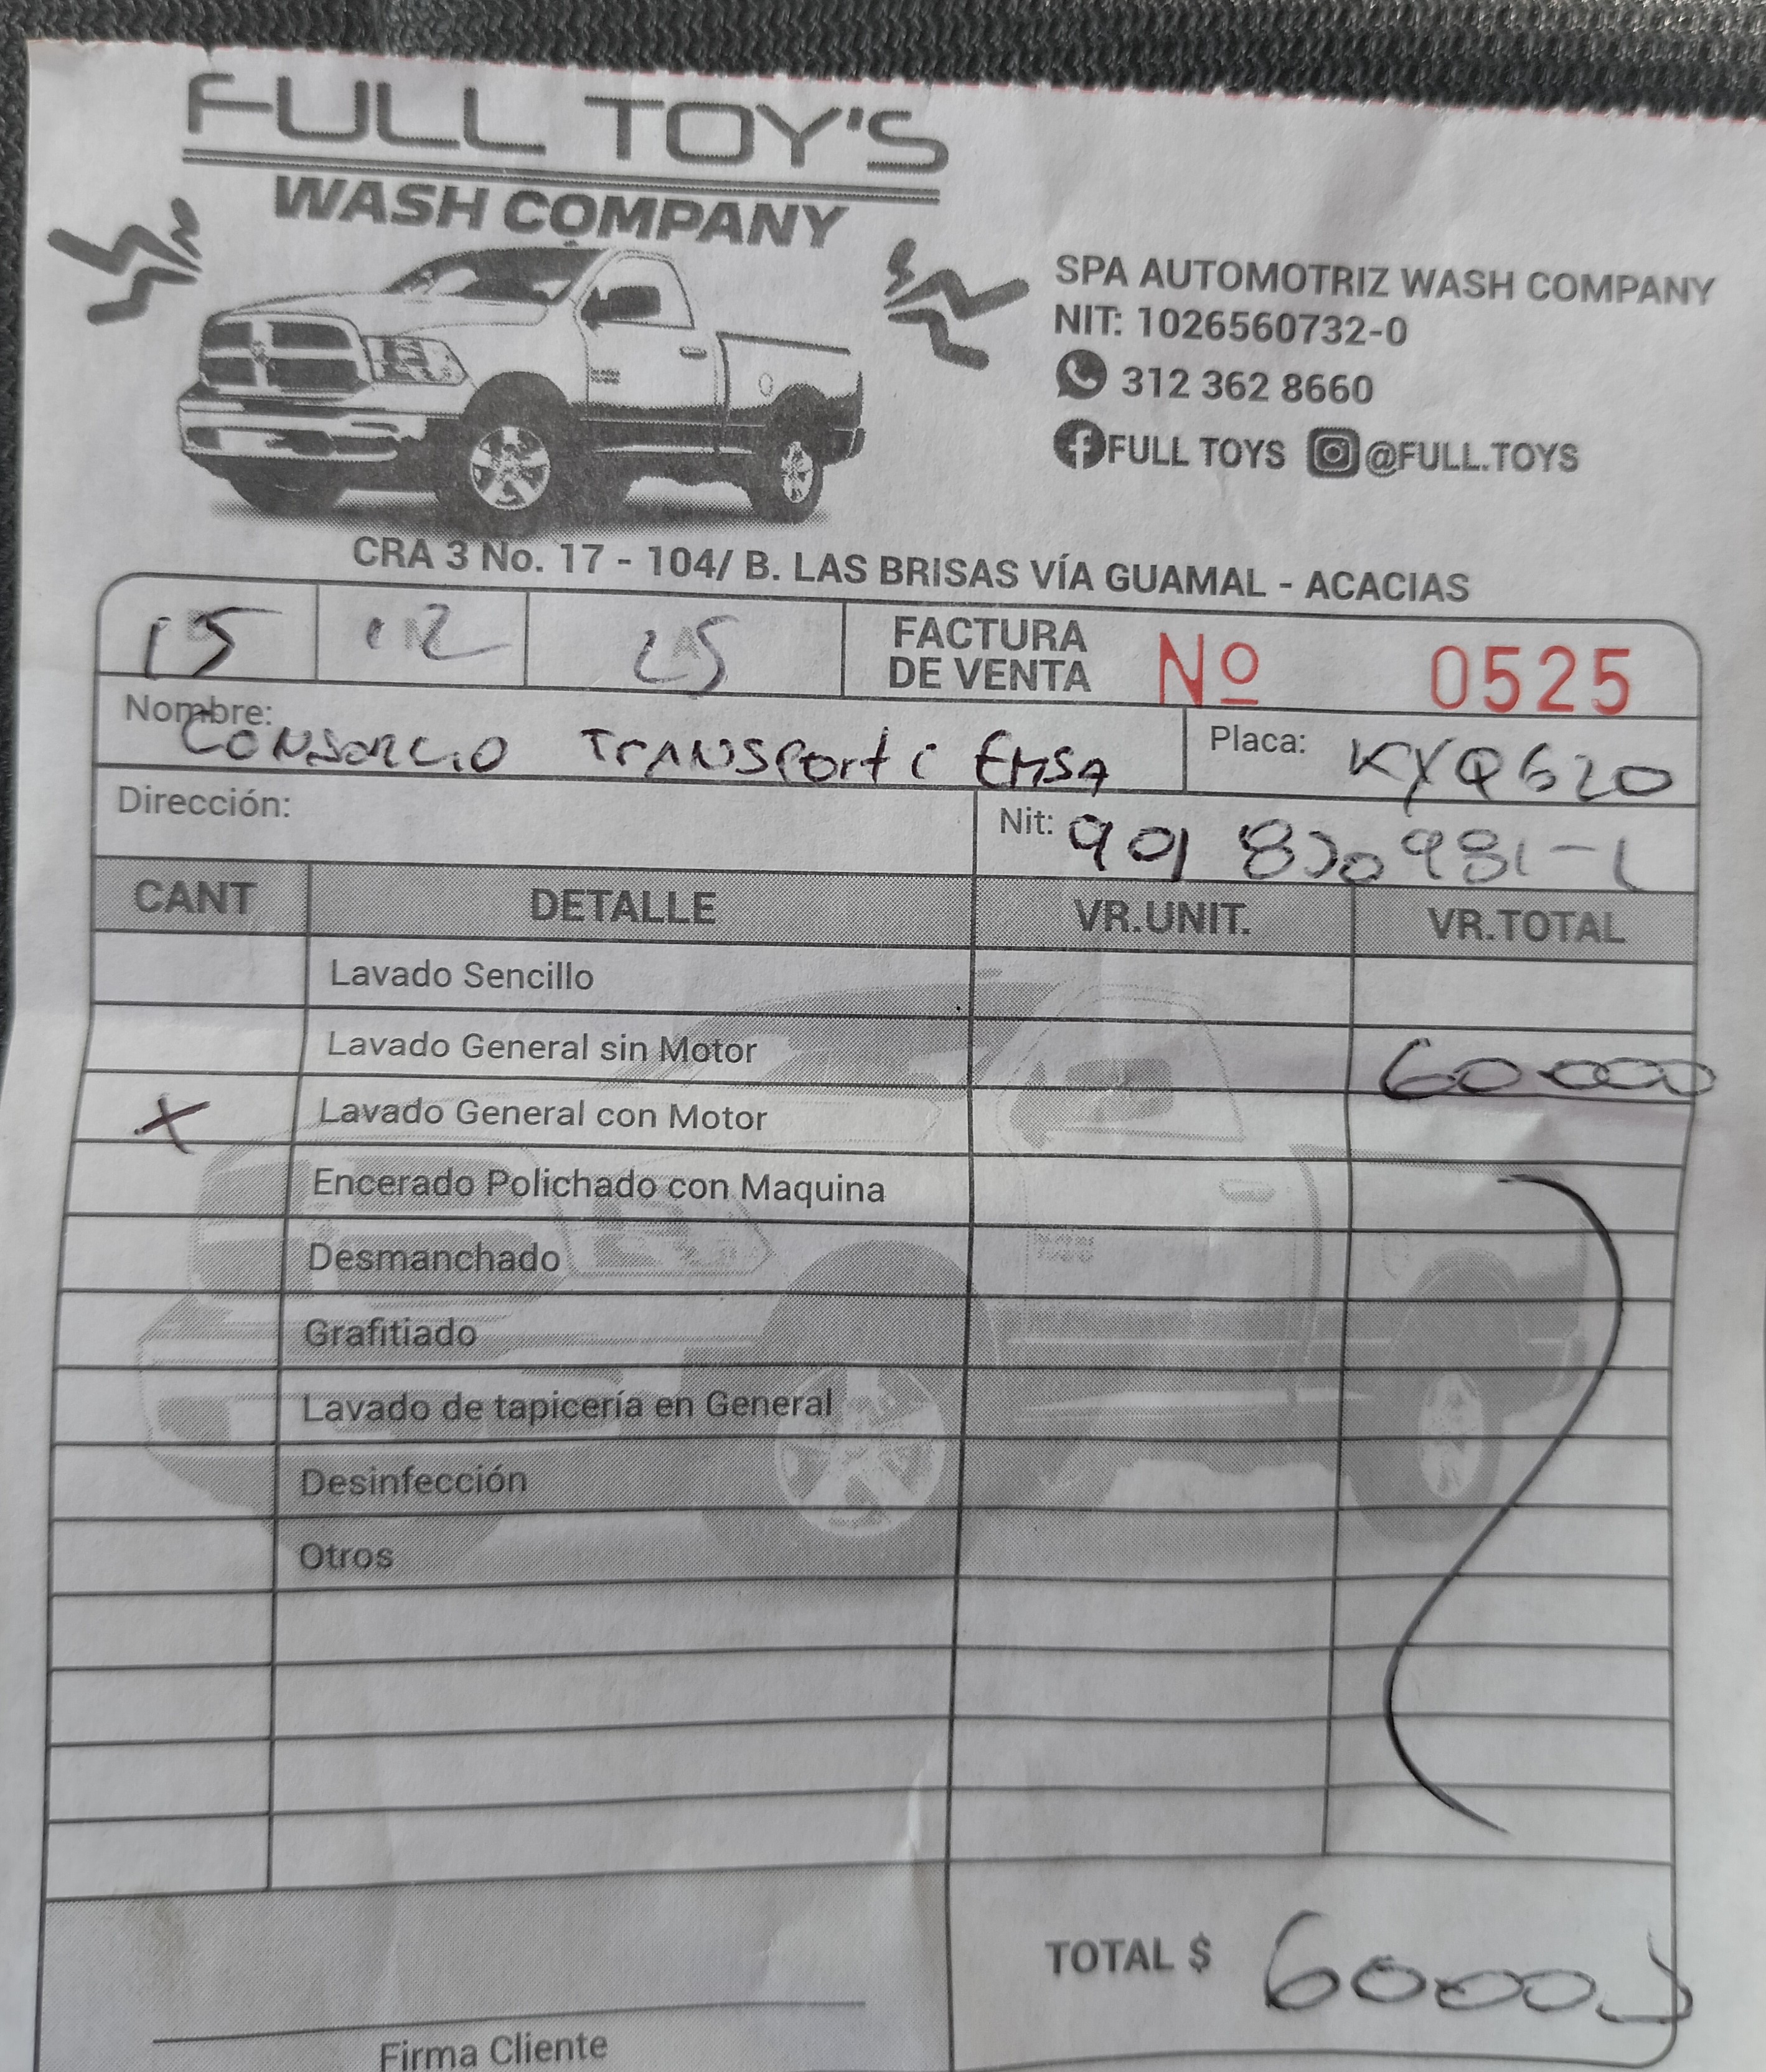 FULL TOY'S
WASH COMPANY
SPA AUTOMOTRIZ WASH COMPANY
NIT: 1026560732-0
312 362 8660
FULL TOYS @FULL.TOYS
CRA 3 No. 17 - 104/ B. LAS BRISAS VÍA GUAMAL - ACACIAS
15 12 25 FACTURA DE VENTA Nº 0525
Nombre: CONSORCIO TRANSPORTC EMSA Placa: KYQ620
Dirección: Nit: 901
CANT DETALLE VR.UNIT. VR.TOTAL
Lavado Sencillo
Lavado General sin Motor 60000
X Lavado General con Motor
Encerado Polichado con Maquina
Desmanchado
Grafitiado
Lavado de tapicería en General
Desinfección
Otros
TOTAL $ 60000
Firma Cliente